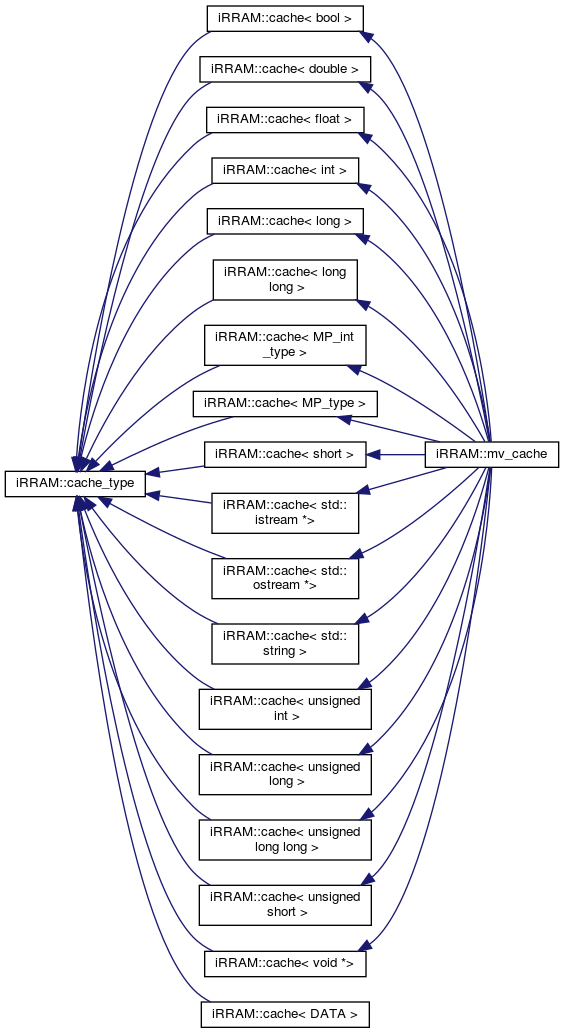 iRRAM::cache< bool >
iRRAM::cache< double >
iRRAM::cache< float >
iRRAM::cache< int >
iRRAM::cache< long >
iRRAM::cache< long
long >
iRRAM::cache< MP_int
_type >
iRRAM::cache< MP_type >
iRRAM::cache< short >
iRRAM::mv_cache
iRRAM::cache_type
iRRAM::cache< std::
istream *>
iRRAM::cache< std::
ostream *>
iRRAM::cache< std::
string >
iRRAM::cache< unsigned
int >
iRRAM::cache< unsigned
long >
iRRAM::cache< unsigned
long long >
iRRAM::cache< unsigned
short >
iRRAM::cache< void *>
iRRAM::cache< DATA >